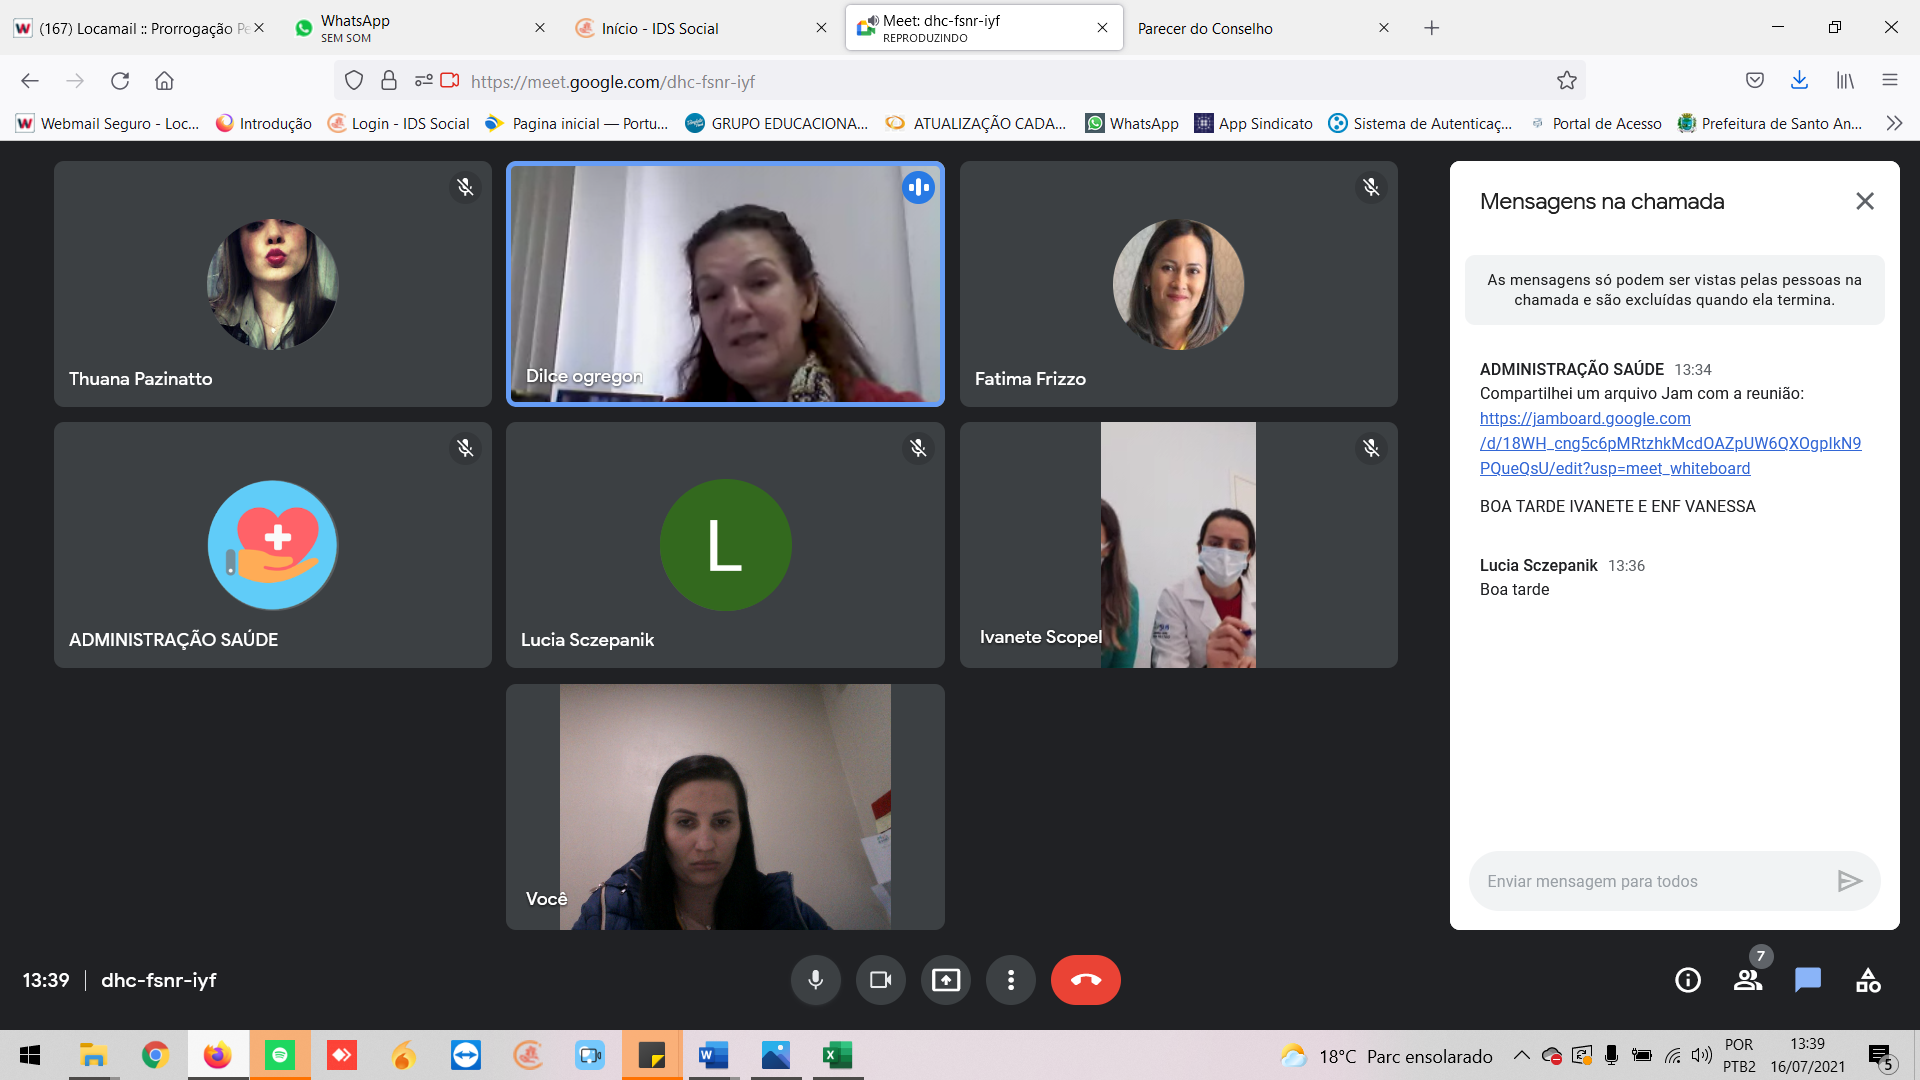 (167) Locamail :: Prorrogação Pe
WhatsApp
SEM SOM
Início - IDS Social
Meet: dhc-fsnr-iyf
REPRODUZINDO
Parecer do Conselho
https://meet.google.com/dhc-fsnr-iyf
Webmail Seguro - Loc...
Introdução
Login - IDS Social
Pagina inicial — Portu...
GRUPO EDUCACIONA...
ATUALIZAÇÃO CADA...
WhatsApp
App Sindicato
Sistema de Autenticaç...
Portal de Acesso
Prefeitura de Santo An...
Thuana Pazinatto
Dilce ogregon
Fatima Frizzo
ADMINISTRAÇÃO SAÚDE
L
Lucia Sczepanik
Ivanete Scopel
Você
Mensagens na chamada
As mensagens só podem ser vistas pelas pessoas na
chamada e são excluídas quando ela termina.
ADMINISTRAÇÃO SAÚDE 13:34
Compartilhei um arquivo Jam com a reunião:
https://jamboard.google.com
/d/18WH_cng5c6pMRtzhkMcdOAZpUW6QXOgpIkN9
PQueQsU/edit?usp=meet_whiteboard
BOA TARDE IVANETE E ENF VANESSA
Lucia Sczepanik 13:36
Boa tarde
Enviar mensagem para todos
13:39 | dhc-fsnr-iyf
7
18°C Parc ensolarado
POR
PTB2
13:39
16/07/2021
5